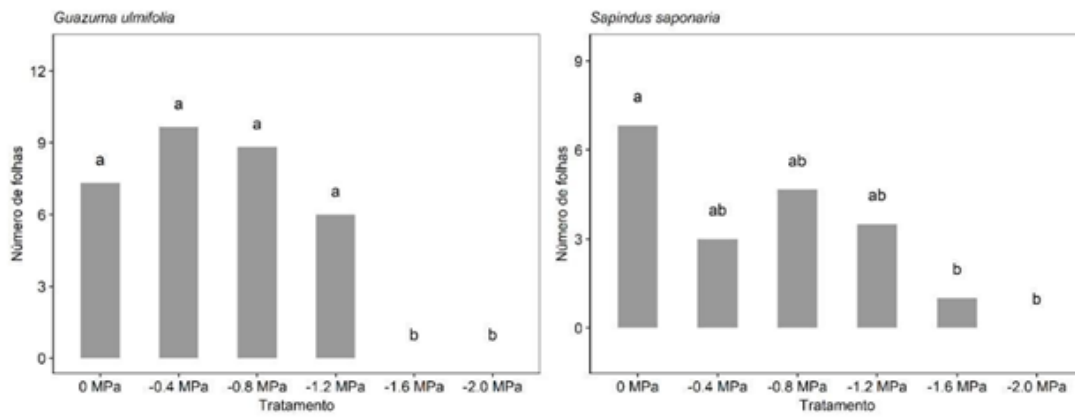 Guazuma ulmifolia
12
9
6
3
0
Número de folhas
a
a
a
a
b
b
0 MPa
-0.4 MPa
-0.8 MPa
-1.2 MPa
-1.6 MPa
-2.0 MPa
Tratamento
Sapindus saponaria
9
6
3
0
Número de folhas
a
ab
ab
ab
b
b
0 MPa
-0.4 MPa
-0.8 MPa
-1.2 MPa
-1.6 MPa
-2.0 MPa
Tratamento